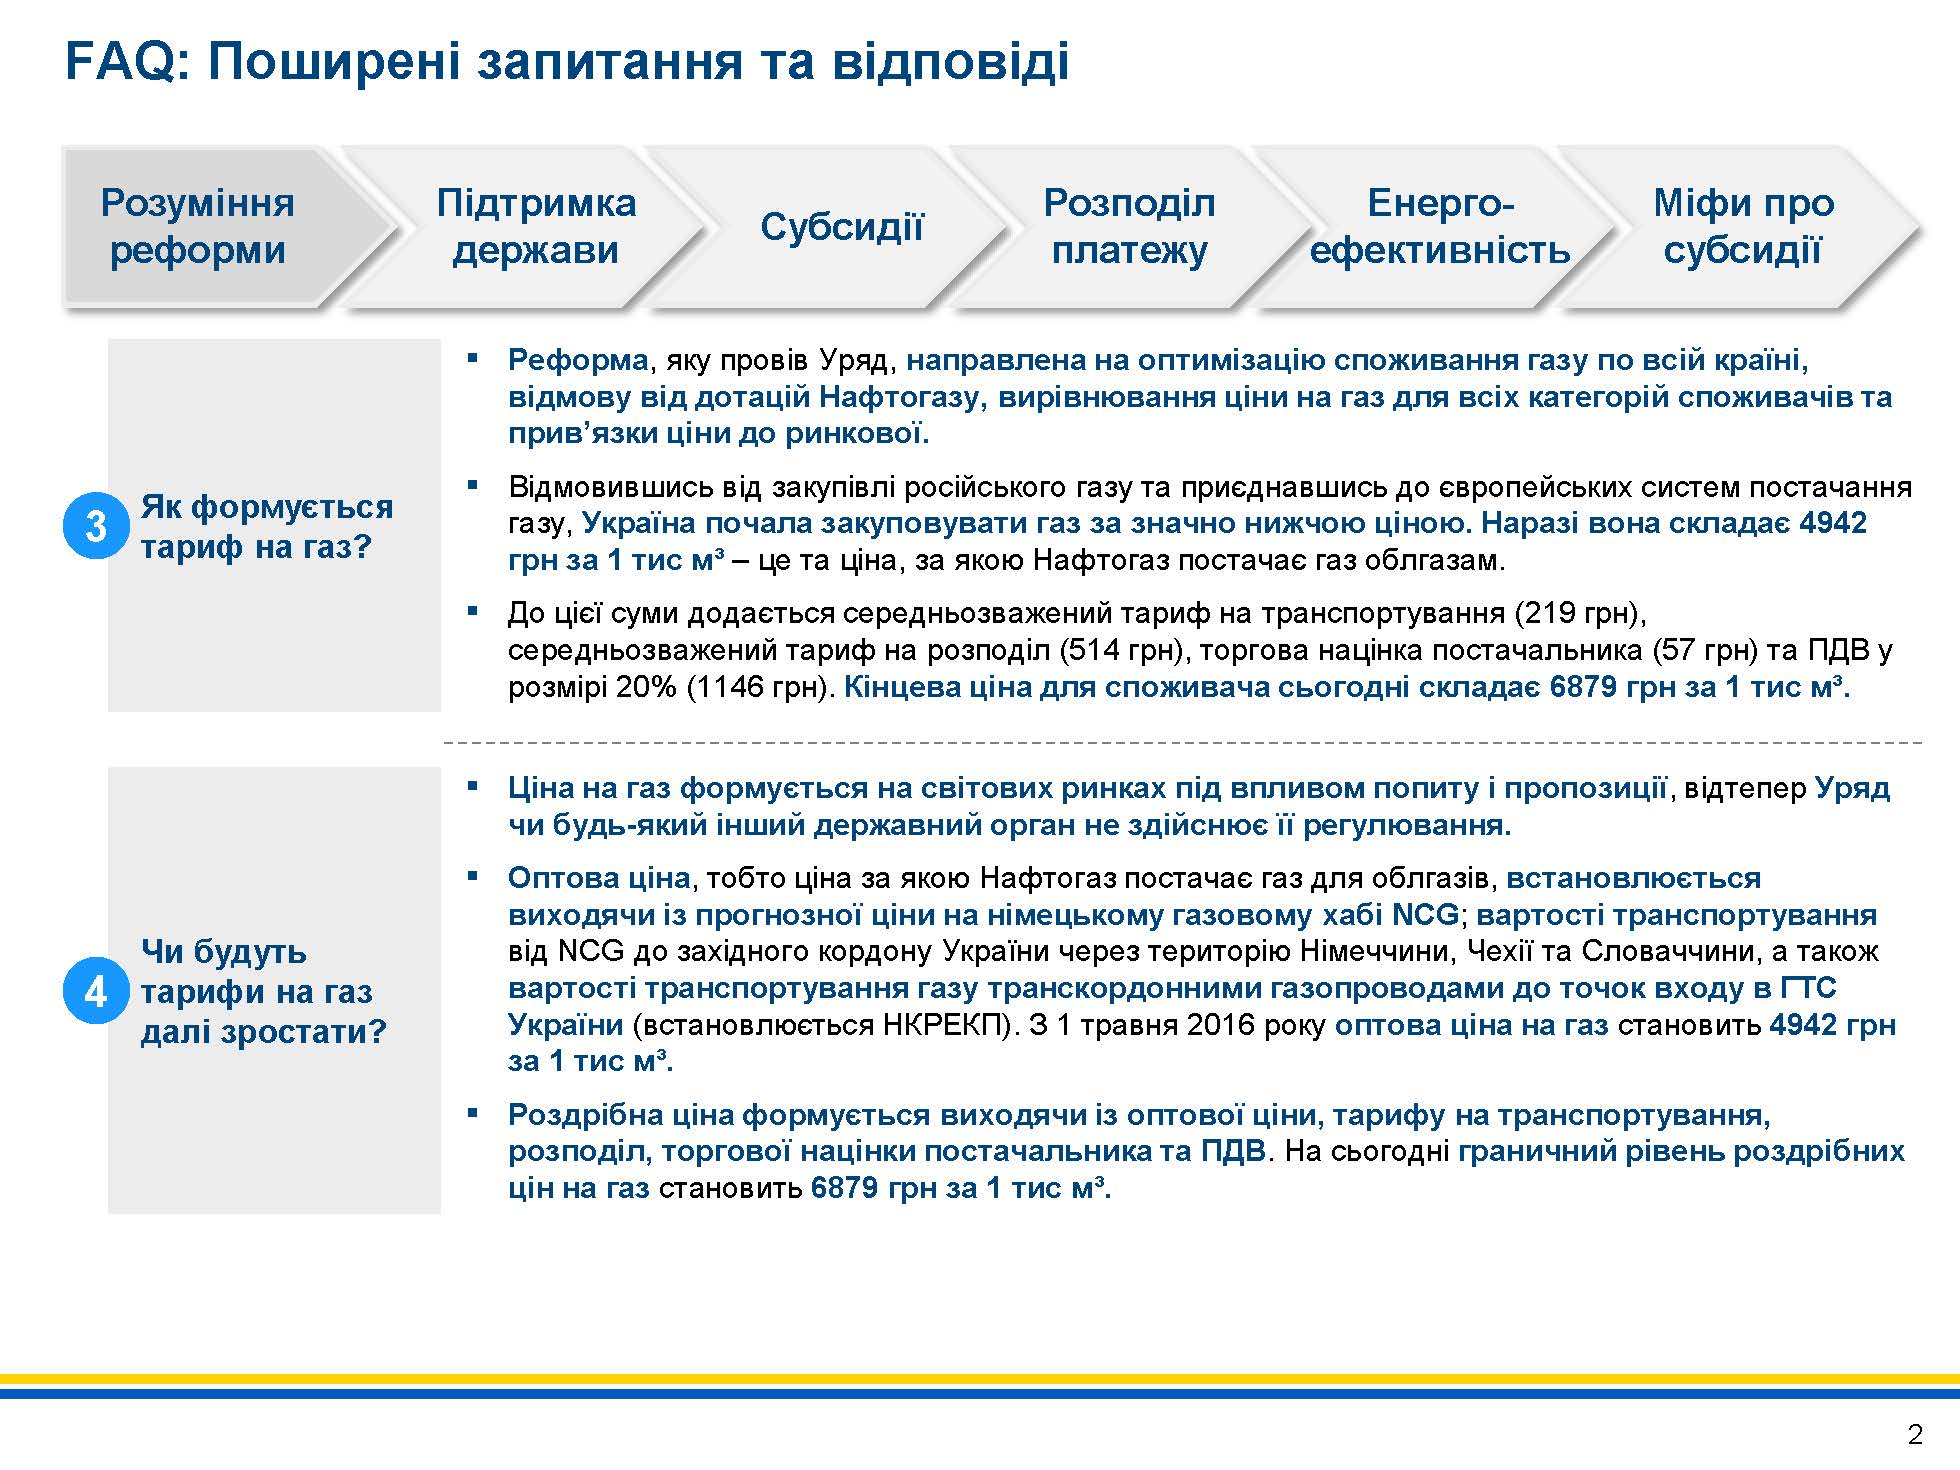 FAQ: Поширені запитання та відповіді
Розуміння
реформи
Підтримка
держави
Субсидії
Розподіл
платежу
Енерго-
ефективність
Міфи про
субсидії
3
Як формується
тариф на газ?
▪ Реформа, яку провів Уряд, направлена на оптимізацію споживання газу по всій країні,
відмову від дотацій Нафтогазу, вирівнювання ціни на газ для всіх категорій споживачів та
прив’язки ціни до ринкової.
▪ Відмовившись від закупівлі російського газу та приєднавшись до європейських систем постачання
газу, Україна почала закуповувати газ за значно нижчою ціною. Наразі вона складає 4942
грн за 1 тис м³ – це та ціна, за якою Нафтогаз постачає газ облгазам.
▪ До цієї суми додається середньозважений тариф на транспортування (219 грн),
середньозважений тариф на розподіл (514 грн), торгова націнка постачальника (57 грн) та ПДВ у
розмірі 20% (1146 грн). Кінцева ціна для споживача сьогодні складає 6879 грн за 1 тис м³.
4
Чи будуть
тарифи на газ
далі зростати?
▪ Ціна на газ формується на світових ринках під впливом попиту і пропозиції, відтепер Уряд
чи будь-який інший державний орган не здійснює її регулювання.
▪ Оптова ціна, тобто ціна за якою Нафтогаз постачає газ для облгазів, встановлюється
виходячи із прогнозної ціни на німецькому газовому хабі NCG; вартості транспортування
від NCG до західного кордону України через територію Німеччини, Чехії та Словаччини, а також
вартості транспортування газу транскордонними газопроводами до точок входу в ГТС
України (встановлюється НКРЕКП). З 1 травня 2016 року оптова ціна на газ становить 4942 грн
за 1 тис м³.
▪ Роздрібна ціна формується виходячи із оптової ціни, тарифу на транспортування,
розподіл, торгової націнки постачальника та ПДВ. На сьогодні граничний рівень роздрібних
цін на газ становить 6879 грн за 1 тис м³.
2